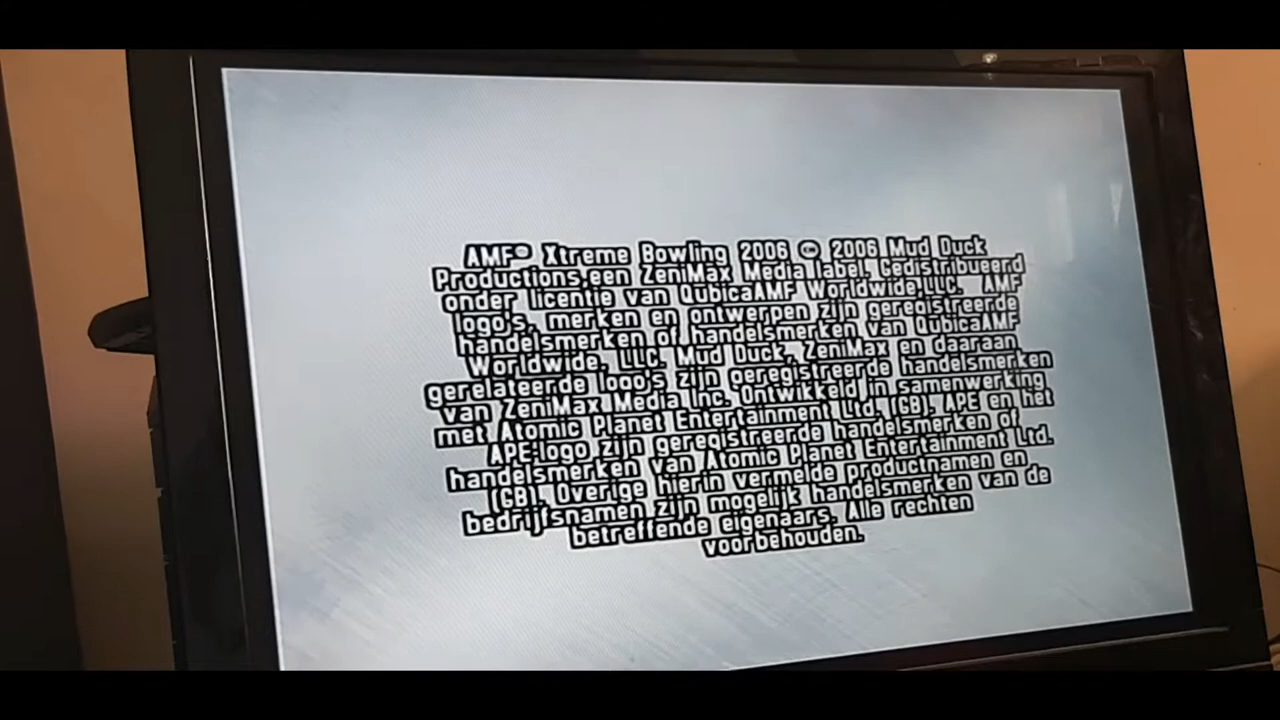 AMF® Xtreme Bowling 2006 © 2006 Mud Duck
Productions,een ZeniMax Media label. Gedistribueerd
onder licentie van QubicaAMF Worldwide,LLC. AMF
logo's, merken en ontwerpen zijn geregistreerde
handelsmerken of handelsmerken van QubicaAMF
Worldwide, LLC. Mud Duck, ZeniMax en daaraan
gerelateerde logo's zijn geregistreerde handelsmerken
van ZeniMax Media Inc. Ontwikkeld in samenwerking
met Atomic Planet Entertainment Ltd. (GB). APE en het
APE-logo zijn geregistreerde handelsmerken of
handelsmerken van Atomic Planet Entertainment Ltd.
(GB). Overige hierin vermelde productnamen en
bedrijfsnamen zijn mogelijk handelsmerken van de
betreffende eigenaars. Alle rechten
voorbehouden.